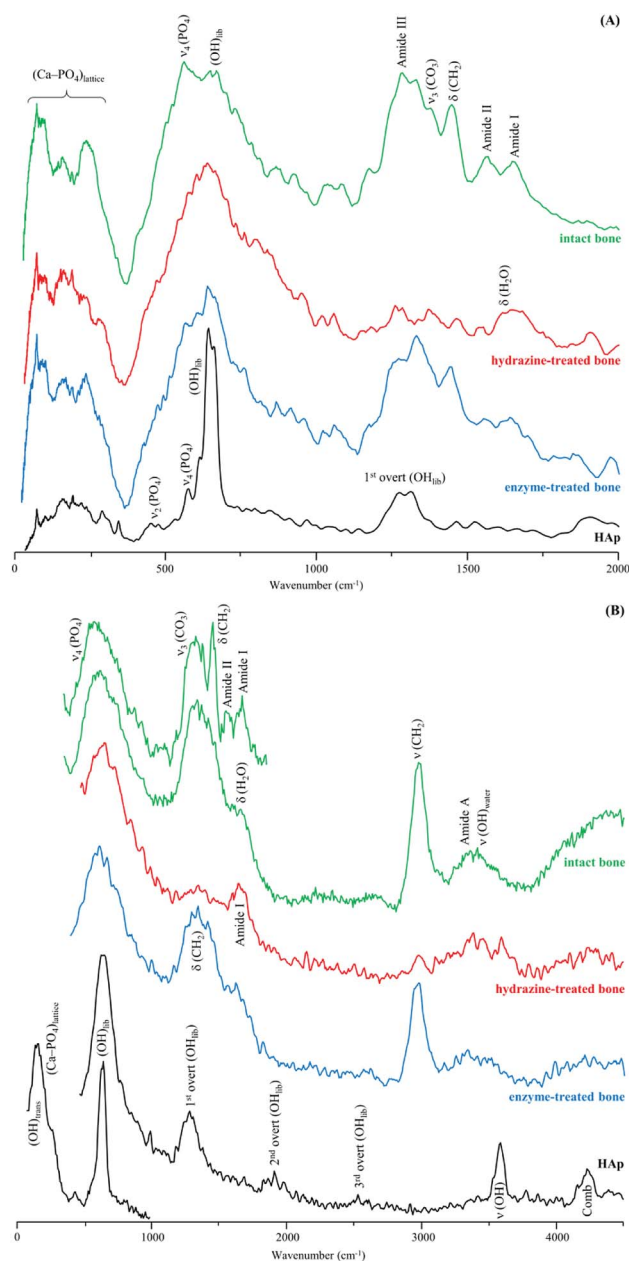 (A)
ν4 (PO4)
(OH)lib
(Ca–PO4)lattice
Amide III
ν3 (CO3)
δ (CH2)
Amide II
Amide I
intact bone
δ (H2O)
hydrazine-treated bone
(OH)lib
ν4 (PO4)
ν2 (PO4)
1st overt (OHlib)
enzyme-treated bone
HAp
0 500 1000 1500 2000
Wavenumber (cm-1)
(B)
ν4 (PO4)
ν3 (CO3)
δ (CH2)
Amide II
Amide I
δ (H2O)
ν (CH2)
Amide A
ν (OH)water
intact bone
Amide I
δ (CH2)
hydrazine-treated bone
enzyme-treated bone
(OH)trans
(Ca–PO4)lattice
(OH)lib
1st overt (OHlib)
2nd overt (OHlib)
3rd overt (OHlib)
ν (OH)
Comb
HAp
0 500 1000 2000 3000 4000
Wavenumber (cm-1)